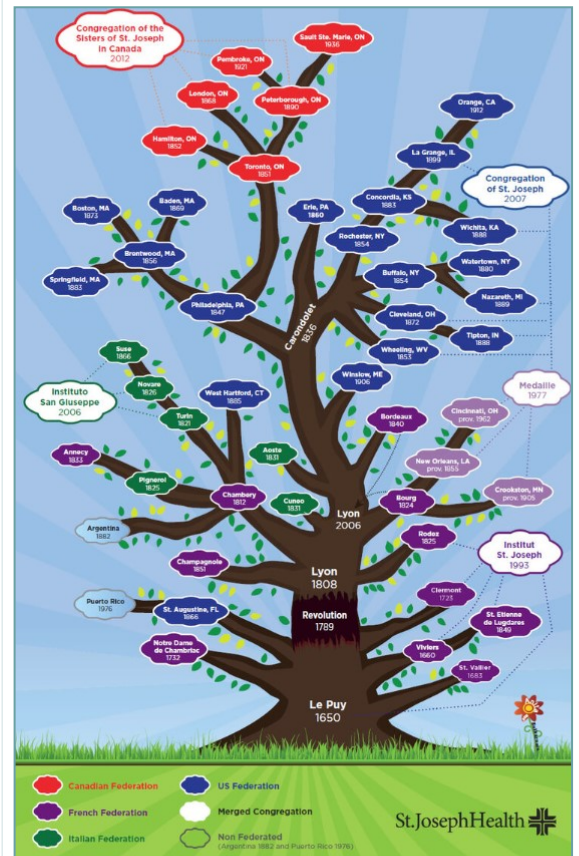 Congregation of the
Sisters of St. Joseph
in Canada
2012
Sault Ste. Marie, ON
1936
Pembroke, ON
1921
London, ON
1868
Peterborough, ON
1890
Hamilton, ON
1852
Toronto, ON
1851
Orange, CA
1912
La Grange, IL
1899
Congregation
of St. Joseph
2007
Concordia, KS
1883
Wichita, KA
1888
Boston, MA
1873
Baden, MA
1869
Erie, PA
1860
Rochester, NY
1854
Brentwood, MA
1856
Watertown, NY
1880
Buffalo, NY
1854
Springfield, MA
1883
Nazareth, MI
1889
Philadelphia, PA
1847
Carondolet
1836
Cleveland, OH
1872
Tipton, IN
1888
Wheeling, WV
1853
Suse
1866
Winslow, ME
1906
Medaille
1977
Instituto
San Giuseppe
2006
Novare
1826
West Hartford, CT
1885
Bordeaux
1840
Cincinnati, OH
prov. 1962
Turin
1821
Annecy
1833
Aoste
1831
New Orleans, LA
prov. 1855
Pignerol
1825
Chambery
1812
Cuneo
1831
Lyon
2006
Bourg
1824
Crookston, MN
prov. 1905
Argentina
1882
Rodez
1825
Institut
St. Joseph
1993
Champagnole
1851
Lyon
1808
Clermont
1723
Puerto Rico
1976
St. Augustine, FL
1866
Revolution
1789
St. Etienne
de Lugdares
1849
Notre Dame
de Chambriac
1732
Viviers
1660
St. Vallier
1683
Le Puy
1650
Canadian Federation
US Federation
French Federation
Merged Congregation
Italian Federation
Non Federated
(Argentina 1882 and Puerto Rico 1976)
St.JosephHealth